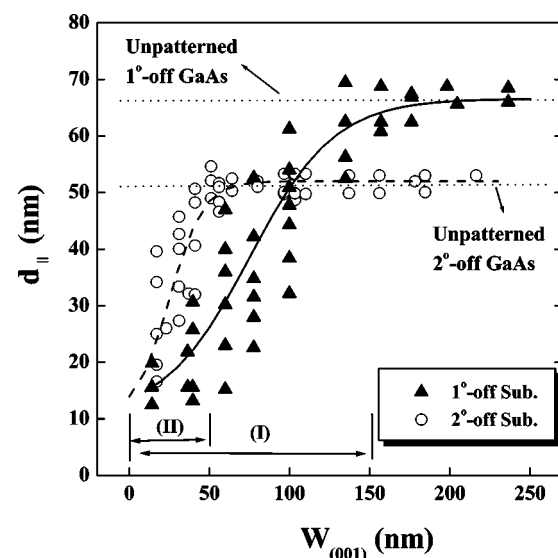 Unpatterned
1°-off GaAs
80
70
60
50
40
30
20
10
0
d∥ (nm)
Unpatterned
2°-off GaAs
1°-off Sub.
2°-off Sub.
(II)
(I)
0 50 100 150 200 250
W(001) (nm)